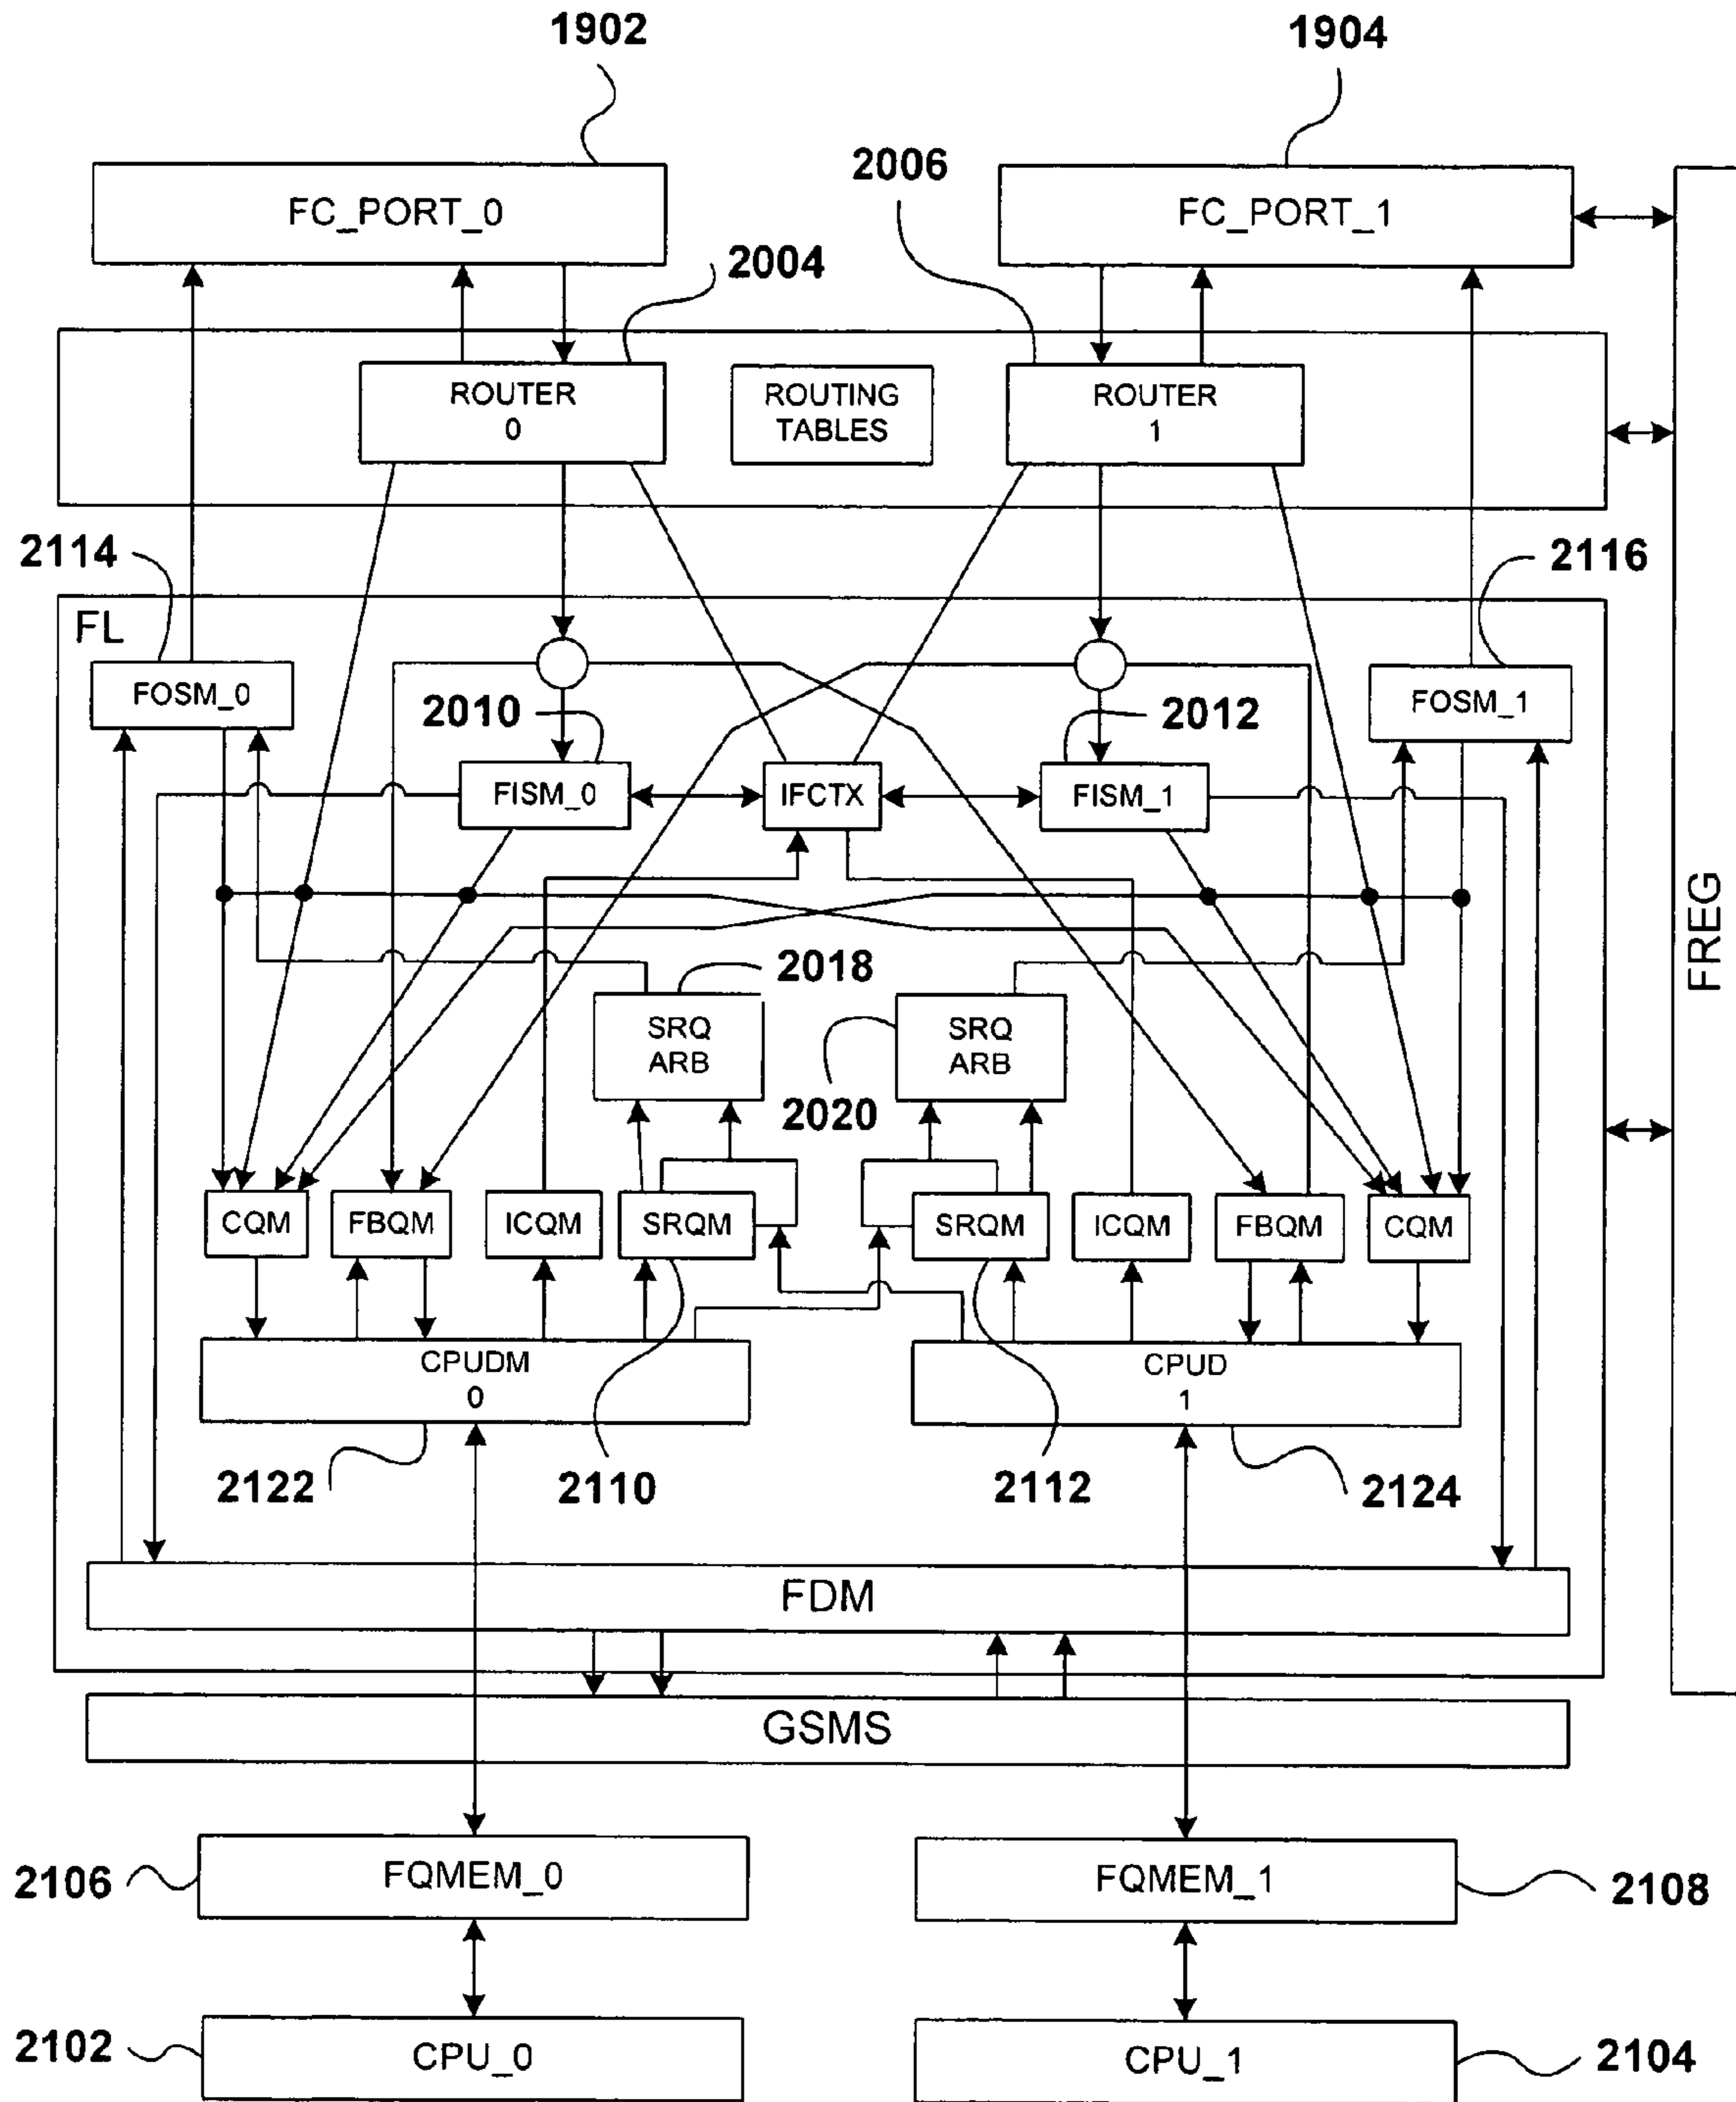 1902
1904
2006
FC_PORT_0
FC_PORT_1
2004
ROUTER
0
ROUTING
TABLES
ROUTER
1
2114
2116
FL
FOSM_0
FOSM_1
2010
2012
FISM_0
IFCTX
FISM_1
FREG
2018
SRQ
ARB
SRQ
ARB
2020
CQM
FBQM
ICQM
SRQM
SRQM
ICQM
FBQM
CQM
CPUDM
0
CPUD
1
2122
2110
2112
2124
FDM
GSMS
2106
FQMEM_0
FQMEM_1
2108
2102
CPU_0
CPU_1
2104